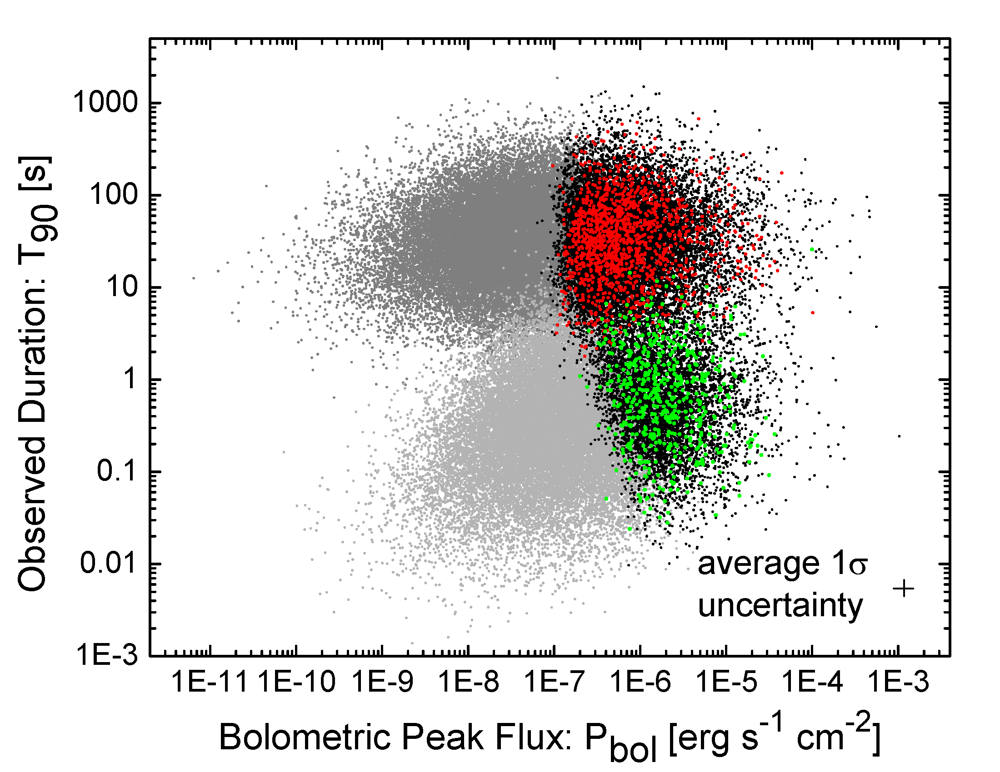 Observed Duration: T90 [s]
1000
100
10
1
0.1
0.01
1E-3
average 1σ
uncertainty
1E-11 1E-10 1E-9 1E-8 1E-7 1E-6 1E-5 1E-4 1E-3
Bolometric Peak Flux: Pbol [erg s-1 cm-2]